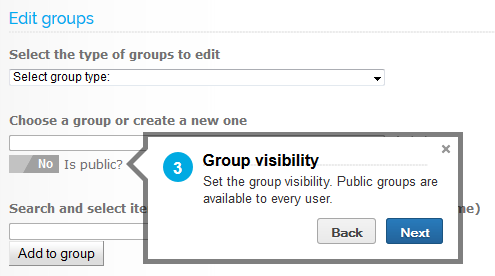 Edit groups
Select the type of groups to edit
Select group type:
Choose a group or create a new one
No Is public?
3
Group visibility
Set the group visibility. Public groups are
available to every user.
Back Next
Search and select ite
Add to group